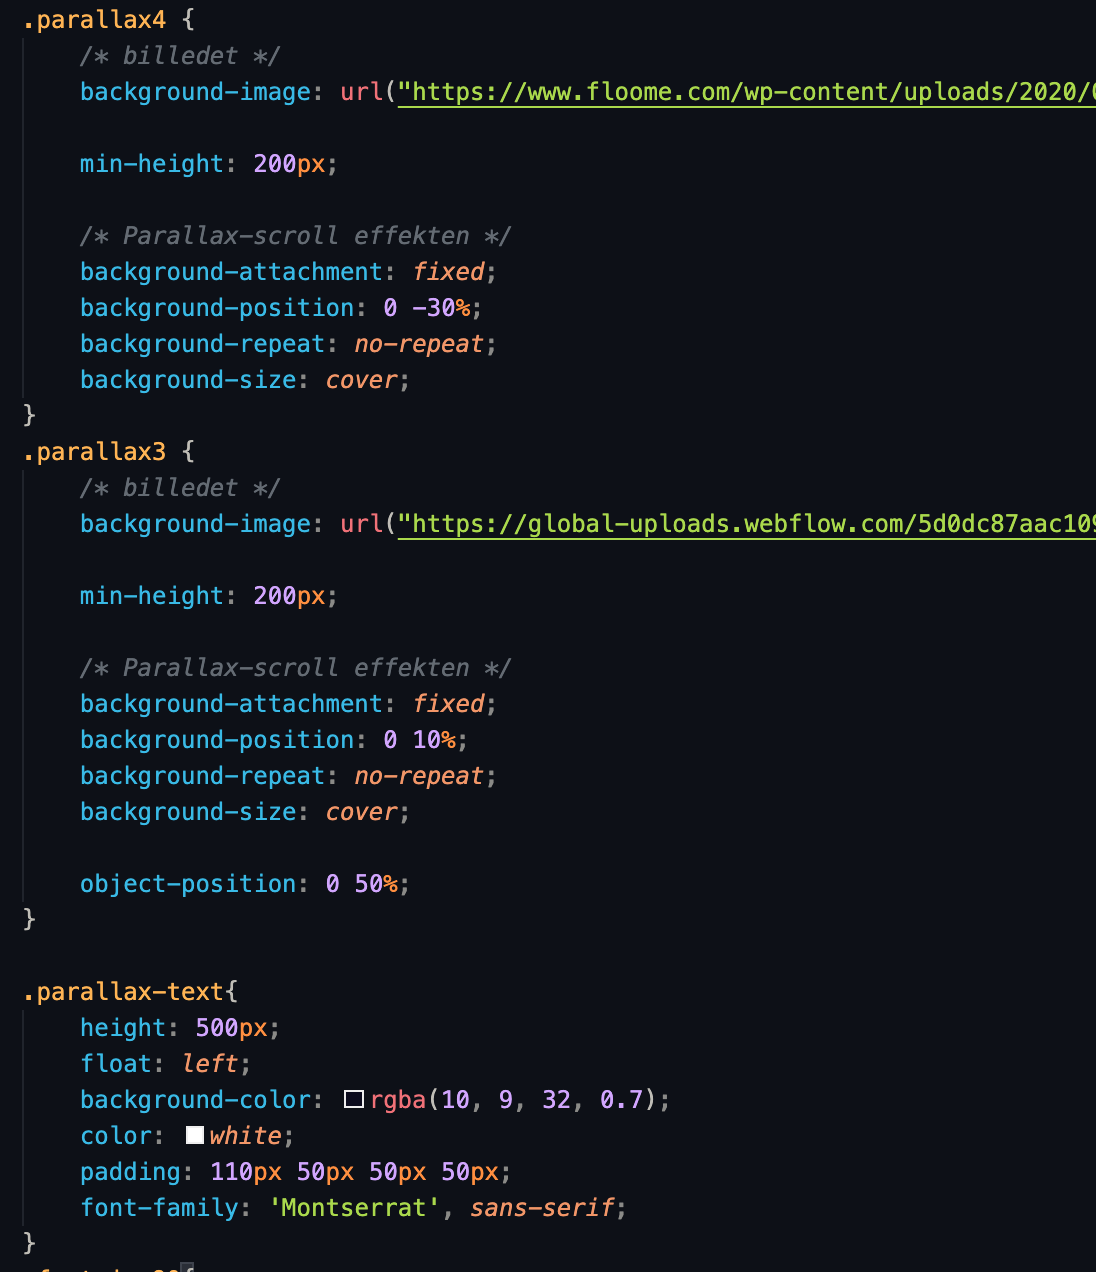 .parallax4 {
/* billedet */
background-image: url("https://www.floome.com/wp-content/uploads/2020/
min-height: 200px;
/* Parallax-scroll effekten */
background-attachment: fixed;
background-position: 0 -30%;
background-repeat: no-repeat;
background-size: cover;
}
.parallax3 {
/* billedet */
background-image: url("https://global-uploads.webflow.com/5d0dc87aac109
min-height: 200px;
/* Parallax-scroll effekten */
background-attachment: fixed;
background-position: 0 10%;
background-repeat: no-repeat;
background-size: cover;
object-position: 0 50%;
}
.parallax-text{
height: 500px;
float: left;
background-color: rgba(10, 9, 32, 0.7);
color: white;
padding: 110px 50px 50px 50px;
font-family: 'Montserrat', sans-serif;
}